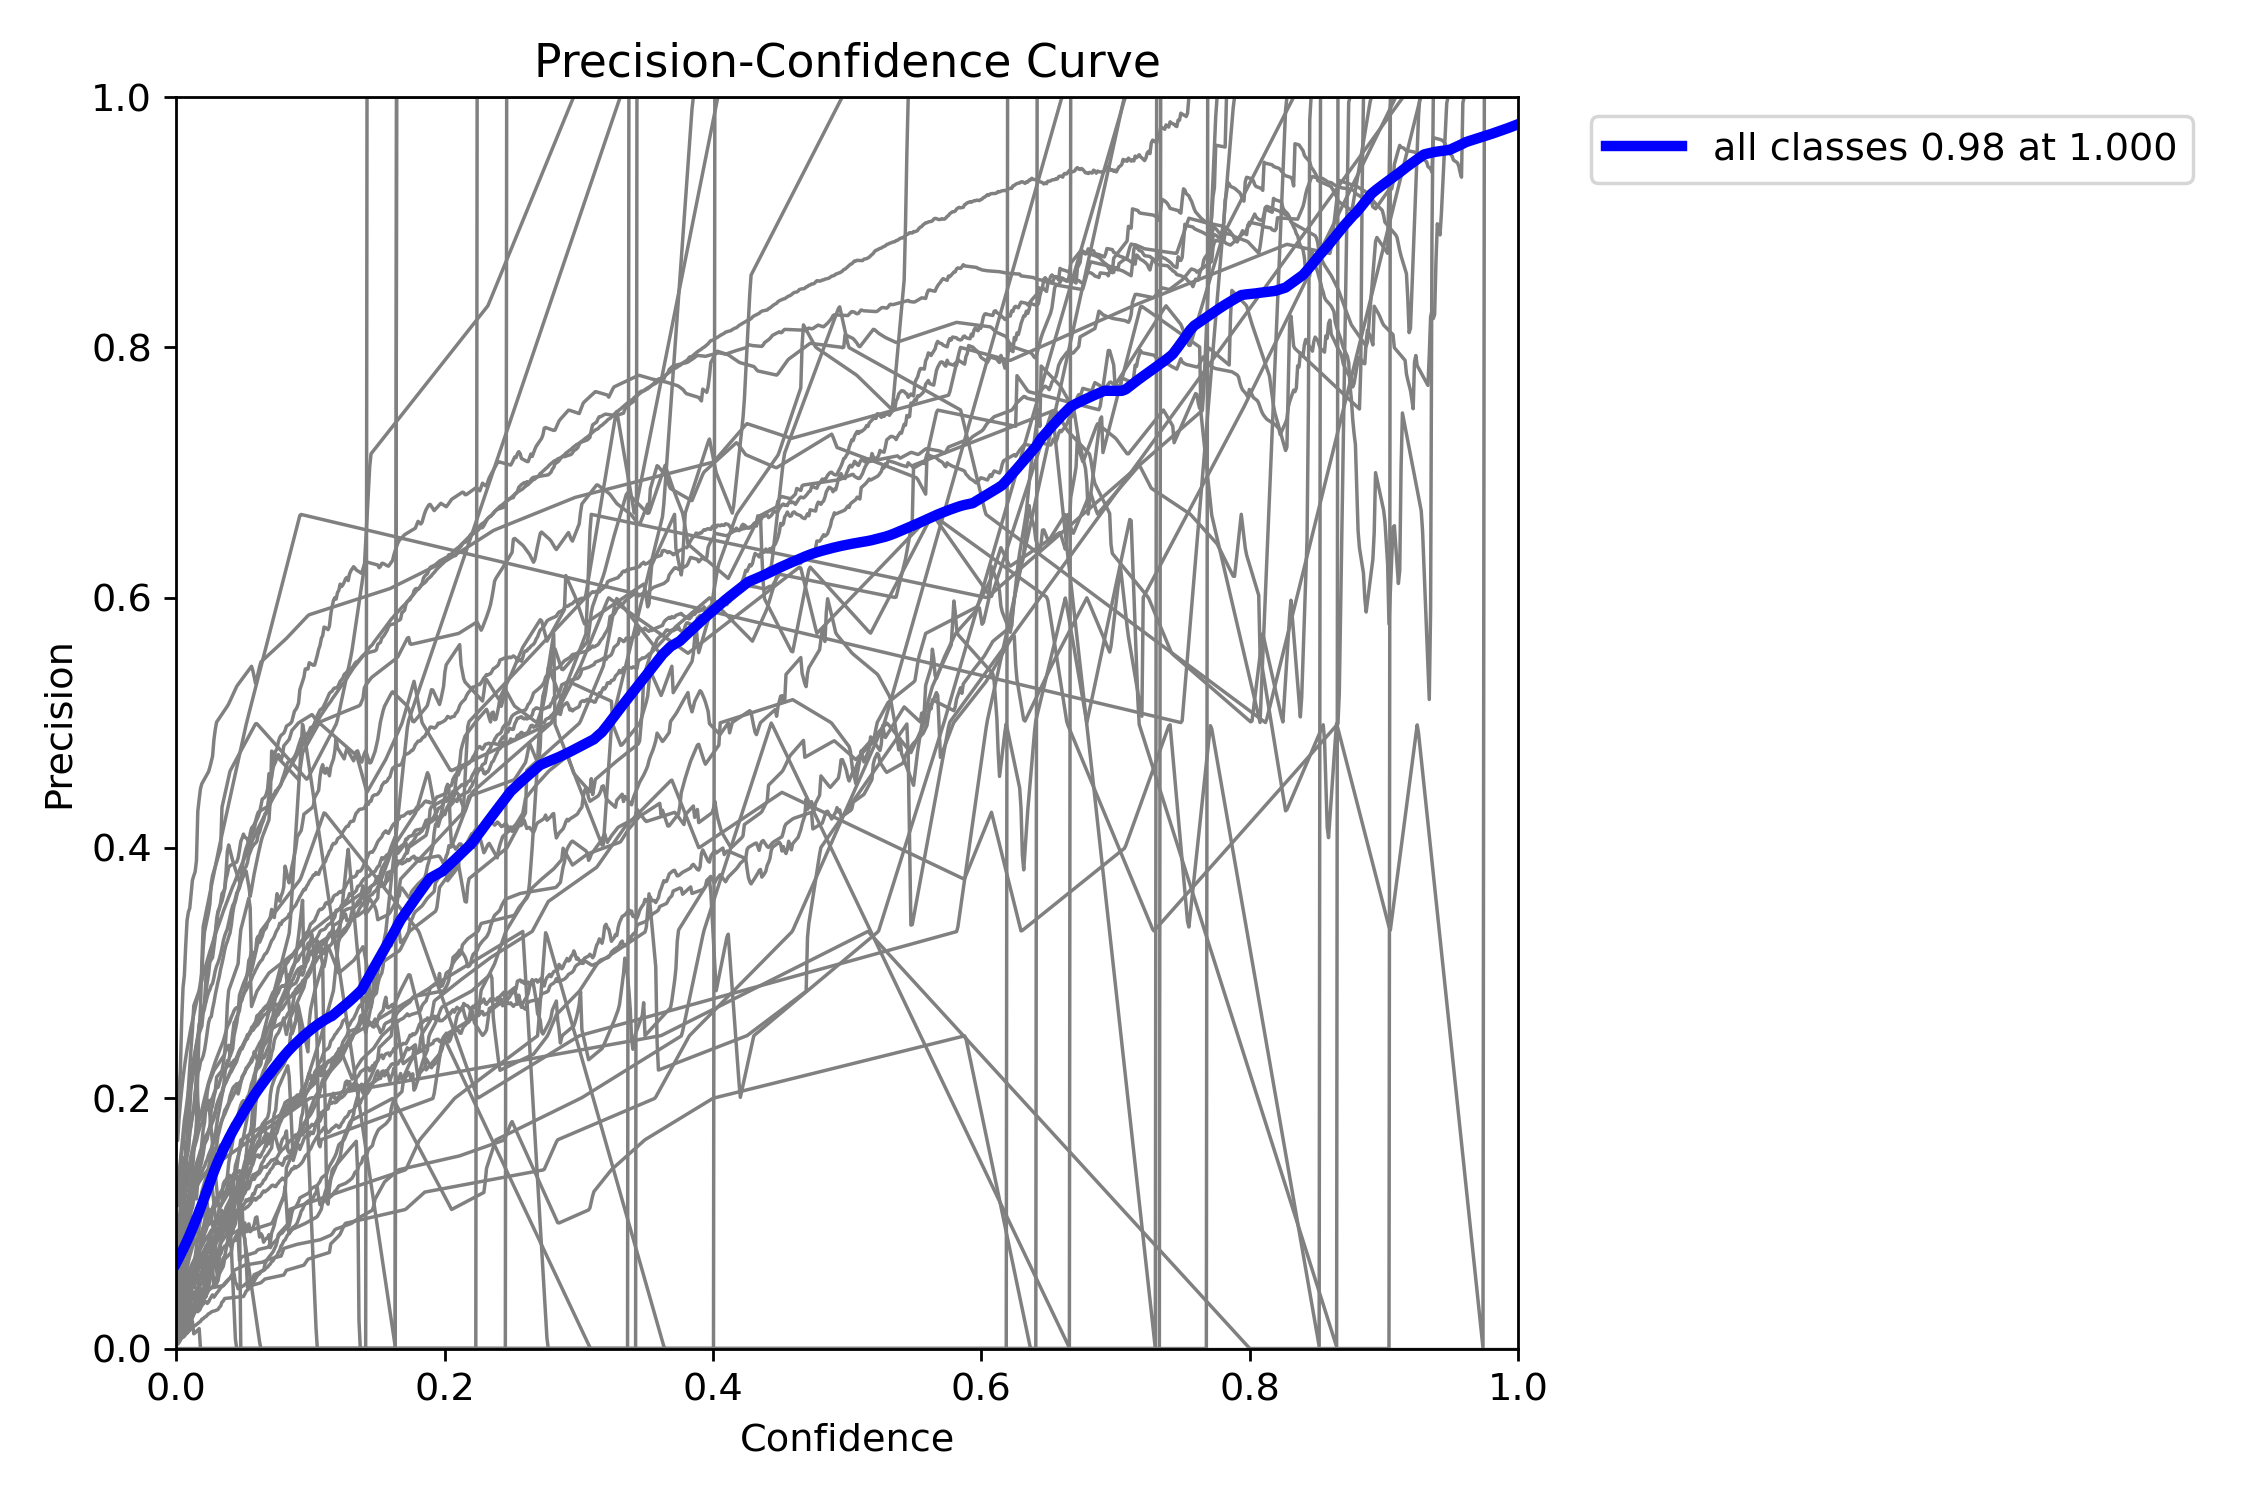 Precision-Confidence Curve
all classes 0.98 at 1.000
1.0
0.8
0.6
0.4
0.2
0.0
Precision
0.0 0.2 0.4 0.6 0.8 1.0
Confidence